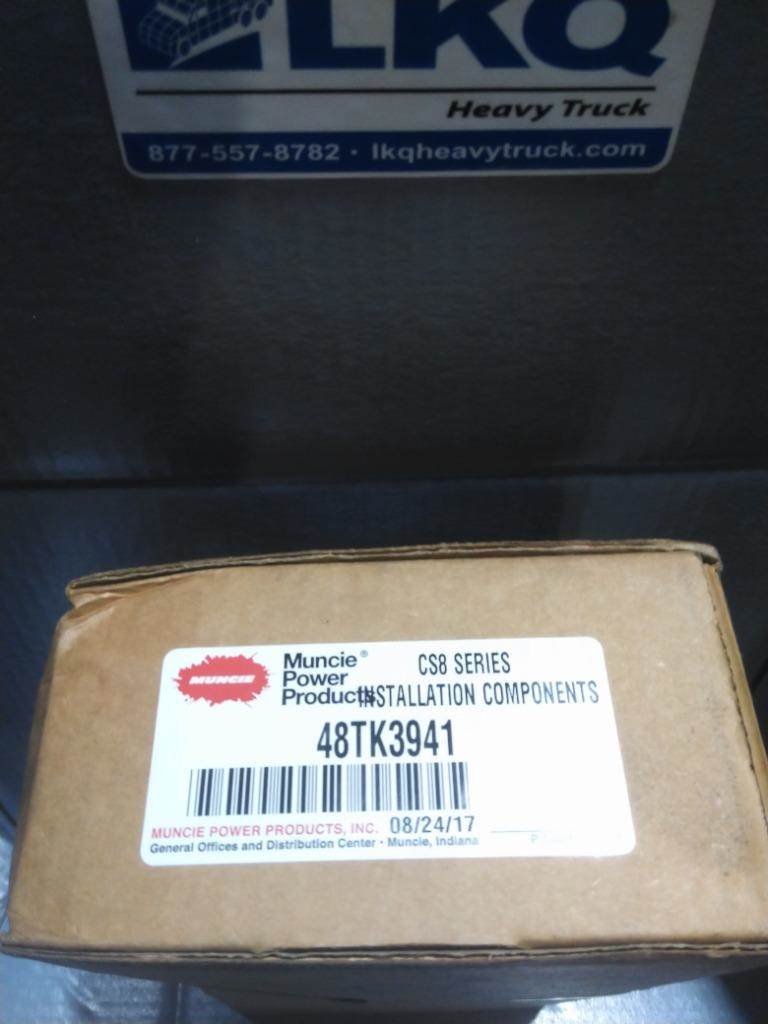 LKQ
Heavy Truck
877-557-8782 · lkqheavytruck.com
MUNCIE
Muncie®
Power
Products
CS8 SERIES
INSTALLATION COMPONENTS
48TK3941
MUNCIE POWER PRODUCTS, INC. 08/24/17
General Offices and Distribution Center · Muncie, Indiana